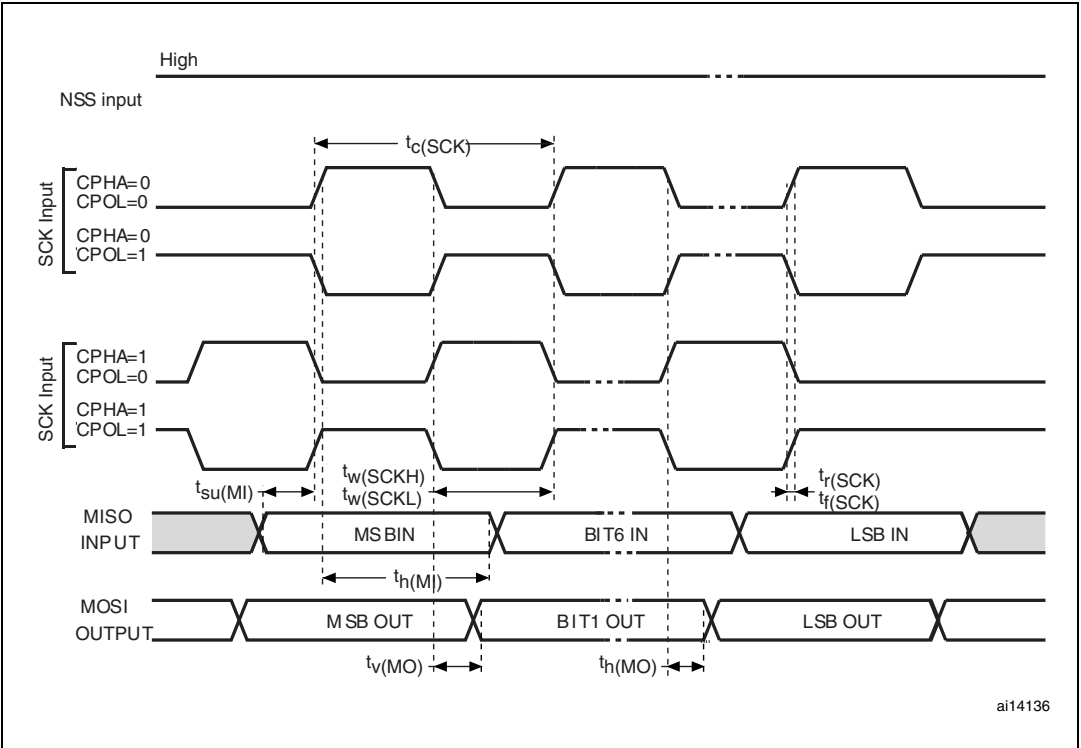 High
NSS input
tc(SCK)
SCK Input
CPHA=0
CPOL=0
CPHA=0
CPOL=1
SCK Input
CPHA=1
CPOL=0
CPHA=1
CPOL=1
tsu(MI)
tw(SCKH)
tw(SCKL)
tr(SCK)
tf(SCK)
MISO
INPUT
MSBIN
BIT6 IN
LSB IN
th(MI)
MOSI
OUTPUT
MSB OUT
BIT1 OUT
LSB OUT
tv(MO)
th(MO)
ai14136